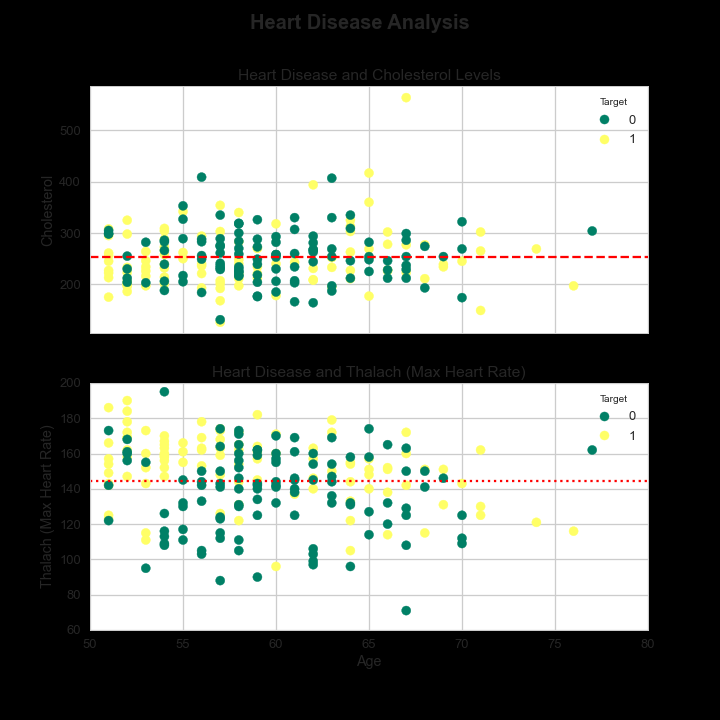 Heart Disease Analysis
Heart Disease and Cholesterol Levels
Cholesterol
500
400
300
200
Target
0
1
Heart Disease and Thalach (Max Heart Rate)
Thalach (Max Heart Rate)
200
180
160
140
120
100
80
60
Target
0
1
50 55 60 65 70 75 80
Age